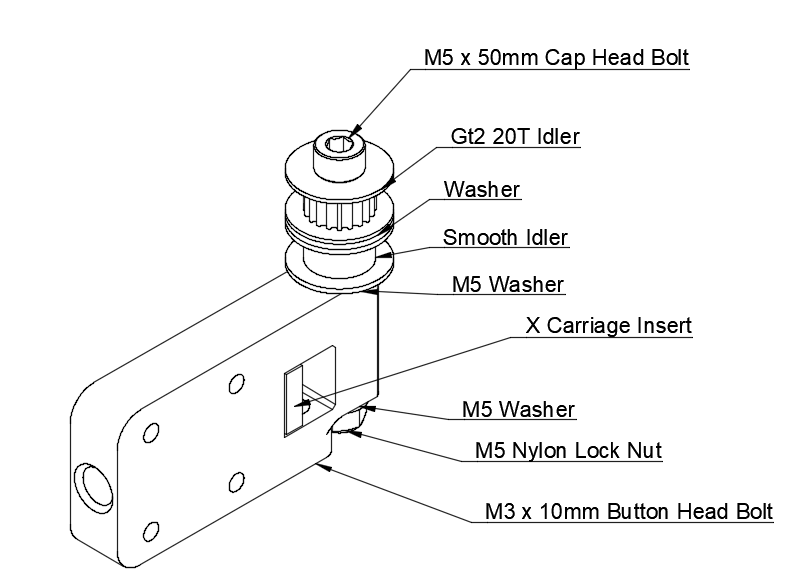 M5 x 50mm Cap Head Bolt
Gt2 20T Idler
Washer
Smooth Idler
M5 Washer
X Carriage Insert
M5 Washer
M5 Nylon Lock Nut
M3 x 10mm Button Head Bolt